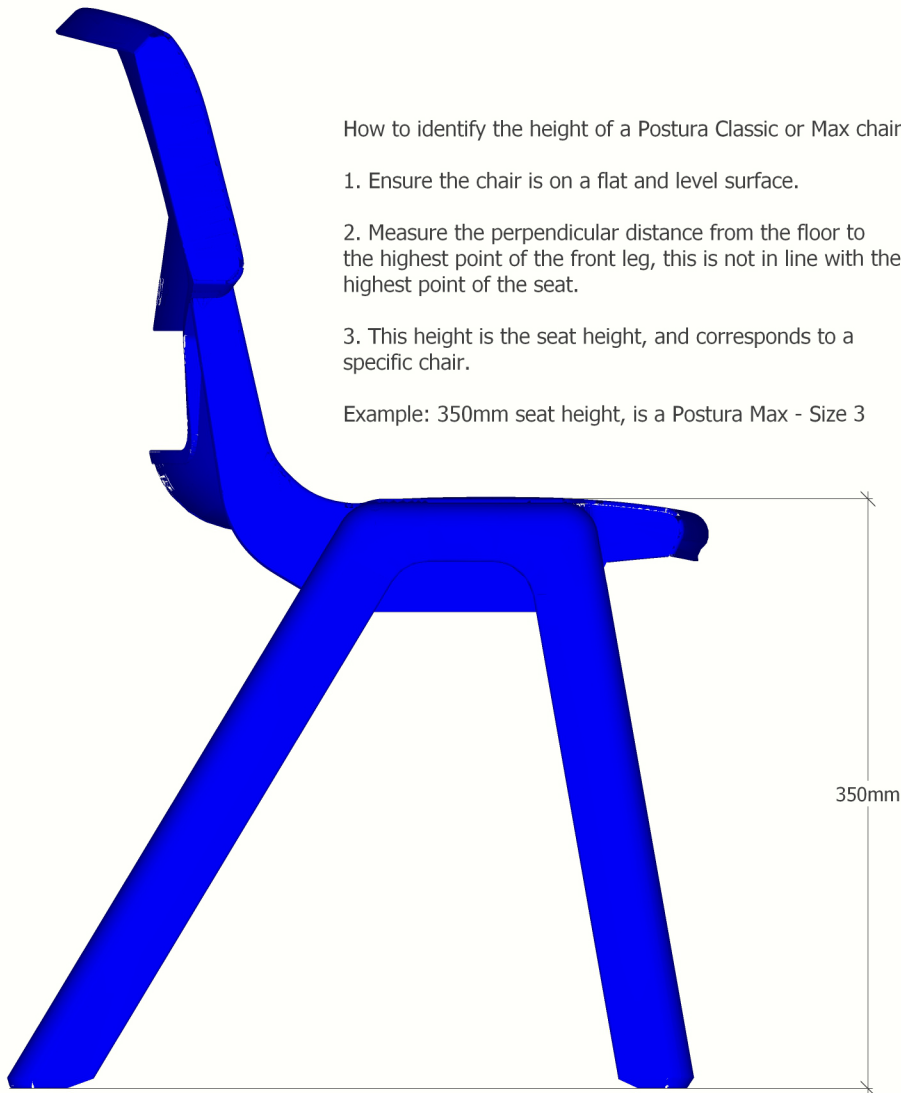 How to identify the height of a Postura Classic or Max chair
1. Ensure the chair is on a flat and level surface.
2. Measure the perpendicular distance from the floor to
the highest point of the front leg, this is not in line with the
highest point of the seat.
3. This height is the seat height, and corresponds to a
specific chair.
Example: 350mm seat height, is a Postura Max - Size 3
350mm